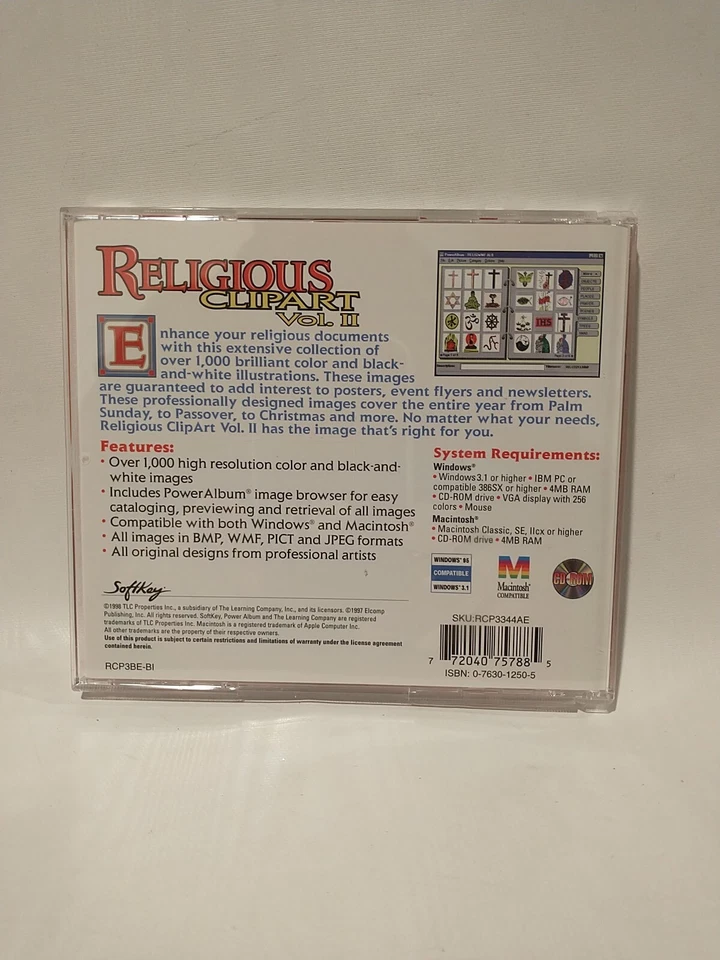 RELIGIOUS
CLIPART
VOL. II
Enhance your religious documents
with this extensive collection of
over 1,000 brilliant color and black-
and-white illustrations. These images
are guaranteed to add interest to posters, event flyers and newsletters.
These professionally designed images cover the entire year from Palm
Sunday, to Passover, to Christmas and more. No matter what your needs,
Religious ClipArt Vol. II has the image that's right for you.
Features:
• Over 1,000 high resolution color and black-and-
white images
• Includes PowerAlbum® image browser for easy
cataloging, previewing and retrieval of all images
• Compatible with both Windows® and Macintosh®
• All images in BMP, WMF, PICT and JPEG formats
• All original designs from professional artists
System Requirements:
Windows®
• Windows 3.1 or higher • IBM PC or
compatible 386SX or higher • 4MB RAM
• CD-ROM drive • VGA display with 256
colors • Mouse
Macintosh®
• Macintosh Classic, SE, IIcx or higher
• CD-ROM drive • 4MB RAM
WINDOWS® 95
COMPATIBLE
WINDOWS® 3.1
Macintosh®
COMPATIBLE
CD-ROM
IHS
SoftKey®
©1998 TLC Properties Inc., a subsidiary of The Learning Company, Inc., and its licensors. ©1997 Elcomp
Publishing, Inc. All rights reserved. SoftKey, Power Album and The Learning Company are registered
trademarks of TLC Properties Inc. Macintosh is a registered trademark of Apple Computer Inc.
All other trademarks are the property of their respective owners.
Use of this product is subject to certain restrictions and limitations of warranty under the license agreement
contained herein.
RCP3BE-BI
SKU:RCP3344AE
7 72040 75788 5
ISBN: 0-7630-1250-5